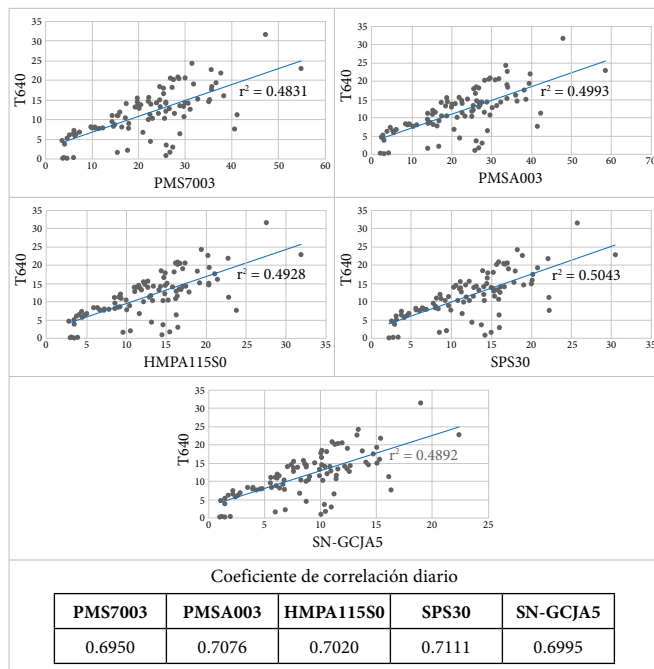 35
30
25
20
15
10
5
0
T640
r² = 0.4831
0 10 20 30 40 50 60
PMS7003
35
30
25
20
15
10
5
0
T640
r² = 0.4993
0 10 20 30 40 50 60 70
PMSA003
35
30
25
20
15
10
5
0
T640
r² = 0.4928
0 5 10 15 20 25 30 35
HMPA115S0
35
30
25
20
15
10
5
0
T640
r² = 0.5043
0 5 10 15 20 25 30 35
SPS30
35
30
25
20
15
10
5
0
T640
r² = 0.4892
0 5 10 15 20 25
SN-GCJA5
Coeficiente de correlación diario
PMS7003 PMSA003 HMPA115S0 SPS30 SN-GCJA5
0.6950 0.7076 0.7020 0.7111 0.6995